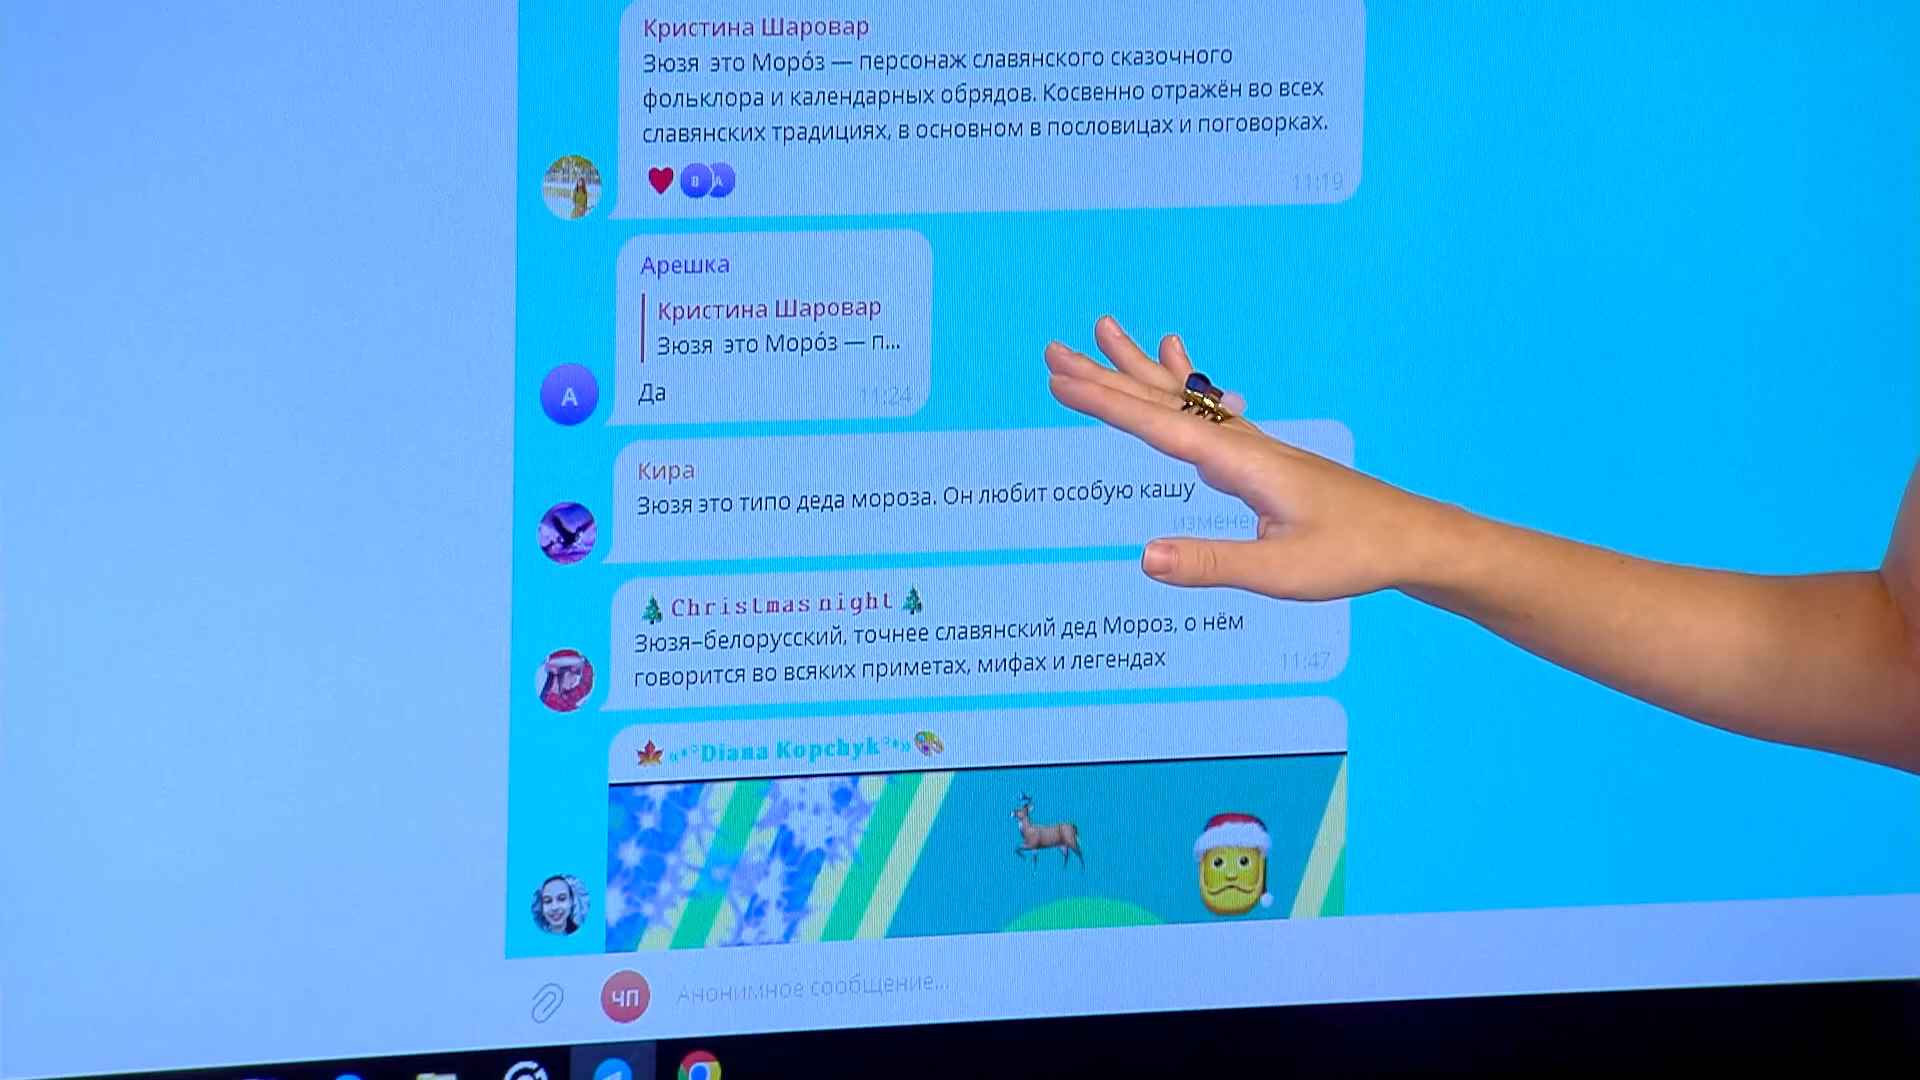 Кристина Шаровар
Зюзя это Моро́з — персонаж славянского сказочного
фольклора и календарных обрядов. Косвенно отражён во всех
славянских традициях, в основном в пословицах и поговорках.
В А
11:19
Арешка
Кристина Шаровар
Зюзя это Моро́з — п...
Да
11:24
А
Кира
Зюзя это типо деда мороза. Он любит особую кашу
Christmas night
Зюзя–белорусский, точнее славянский дед Мороз, о нём
говорится во всяких приметах, мифах и легендах
11:47
«•°Diana Kopchyk°•»
ЧП
Анонимное сообщение...